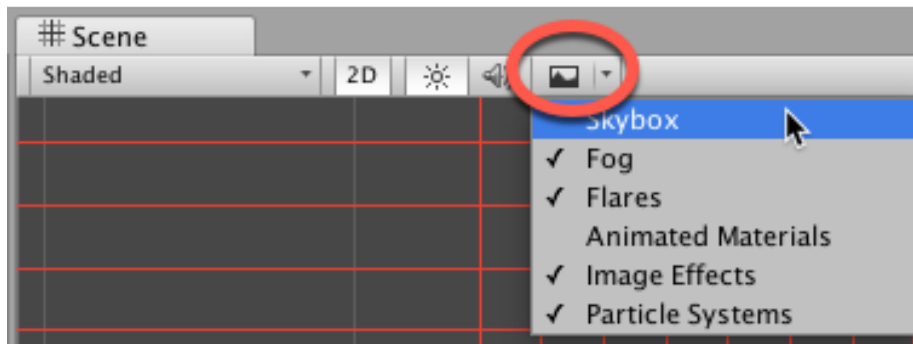 Scene
Shaded 2D
Skybox
✓ Fog
✓ Flares
Animated Materials
✓ Image Effects
✓ Particle Systems